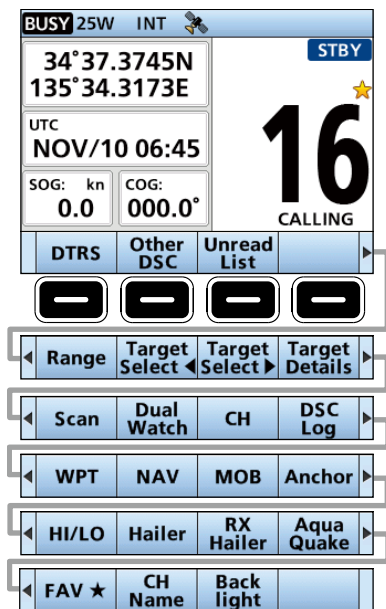 BUSY 25W INT
STBY
34°37.3745N
135°34.3173E
UTC
NOV/10 06:45
SOG: kn
0.0
COG:
000.0°
16
CALLING
DTRS
Other
DSC
Unread
List
Range
Target
Select ◀
Target
Select ▶
Target
Details
Scan
Dual
Watch
CH
DSC
Log
WPT
NAV
MOB
Anchor
HI/LO
Hailer
RX
Hailer
Aqua
Quake
FAV ★
CH
Name
Back
light